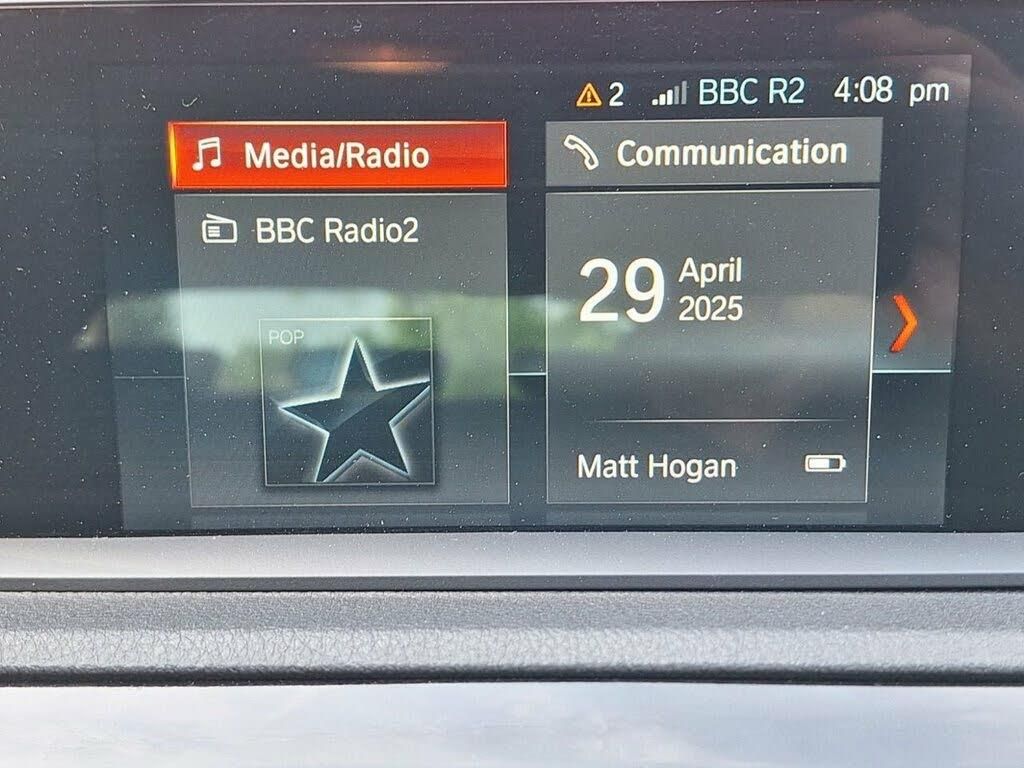 2 BBC R2 4:08 pm
Media/Radio
Communication
BBC Radio2
POP
29 April
2025
Matt Hogan